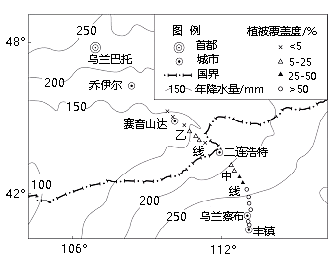 48°
250
乌兰巴托
200
乔伊尔
150
赛音山达
乙
线
二连浩特
中
线
42°
100
200
250
乌兰察布
丰镇
106°
112°
图 例
首都
城市
国界
150 年降水量/mm
植被覆盖度/%
<5
5-25
25-50
>50